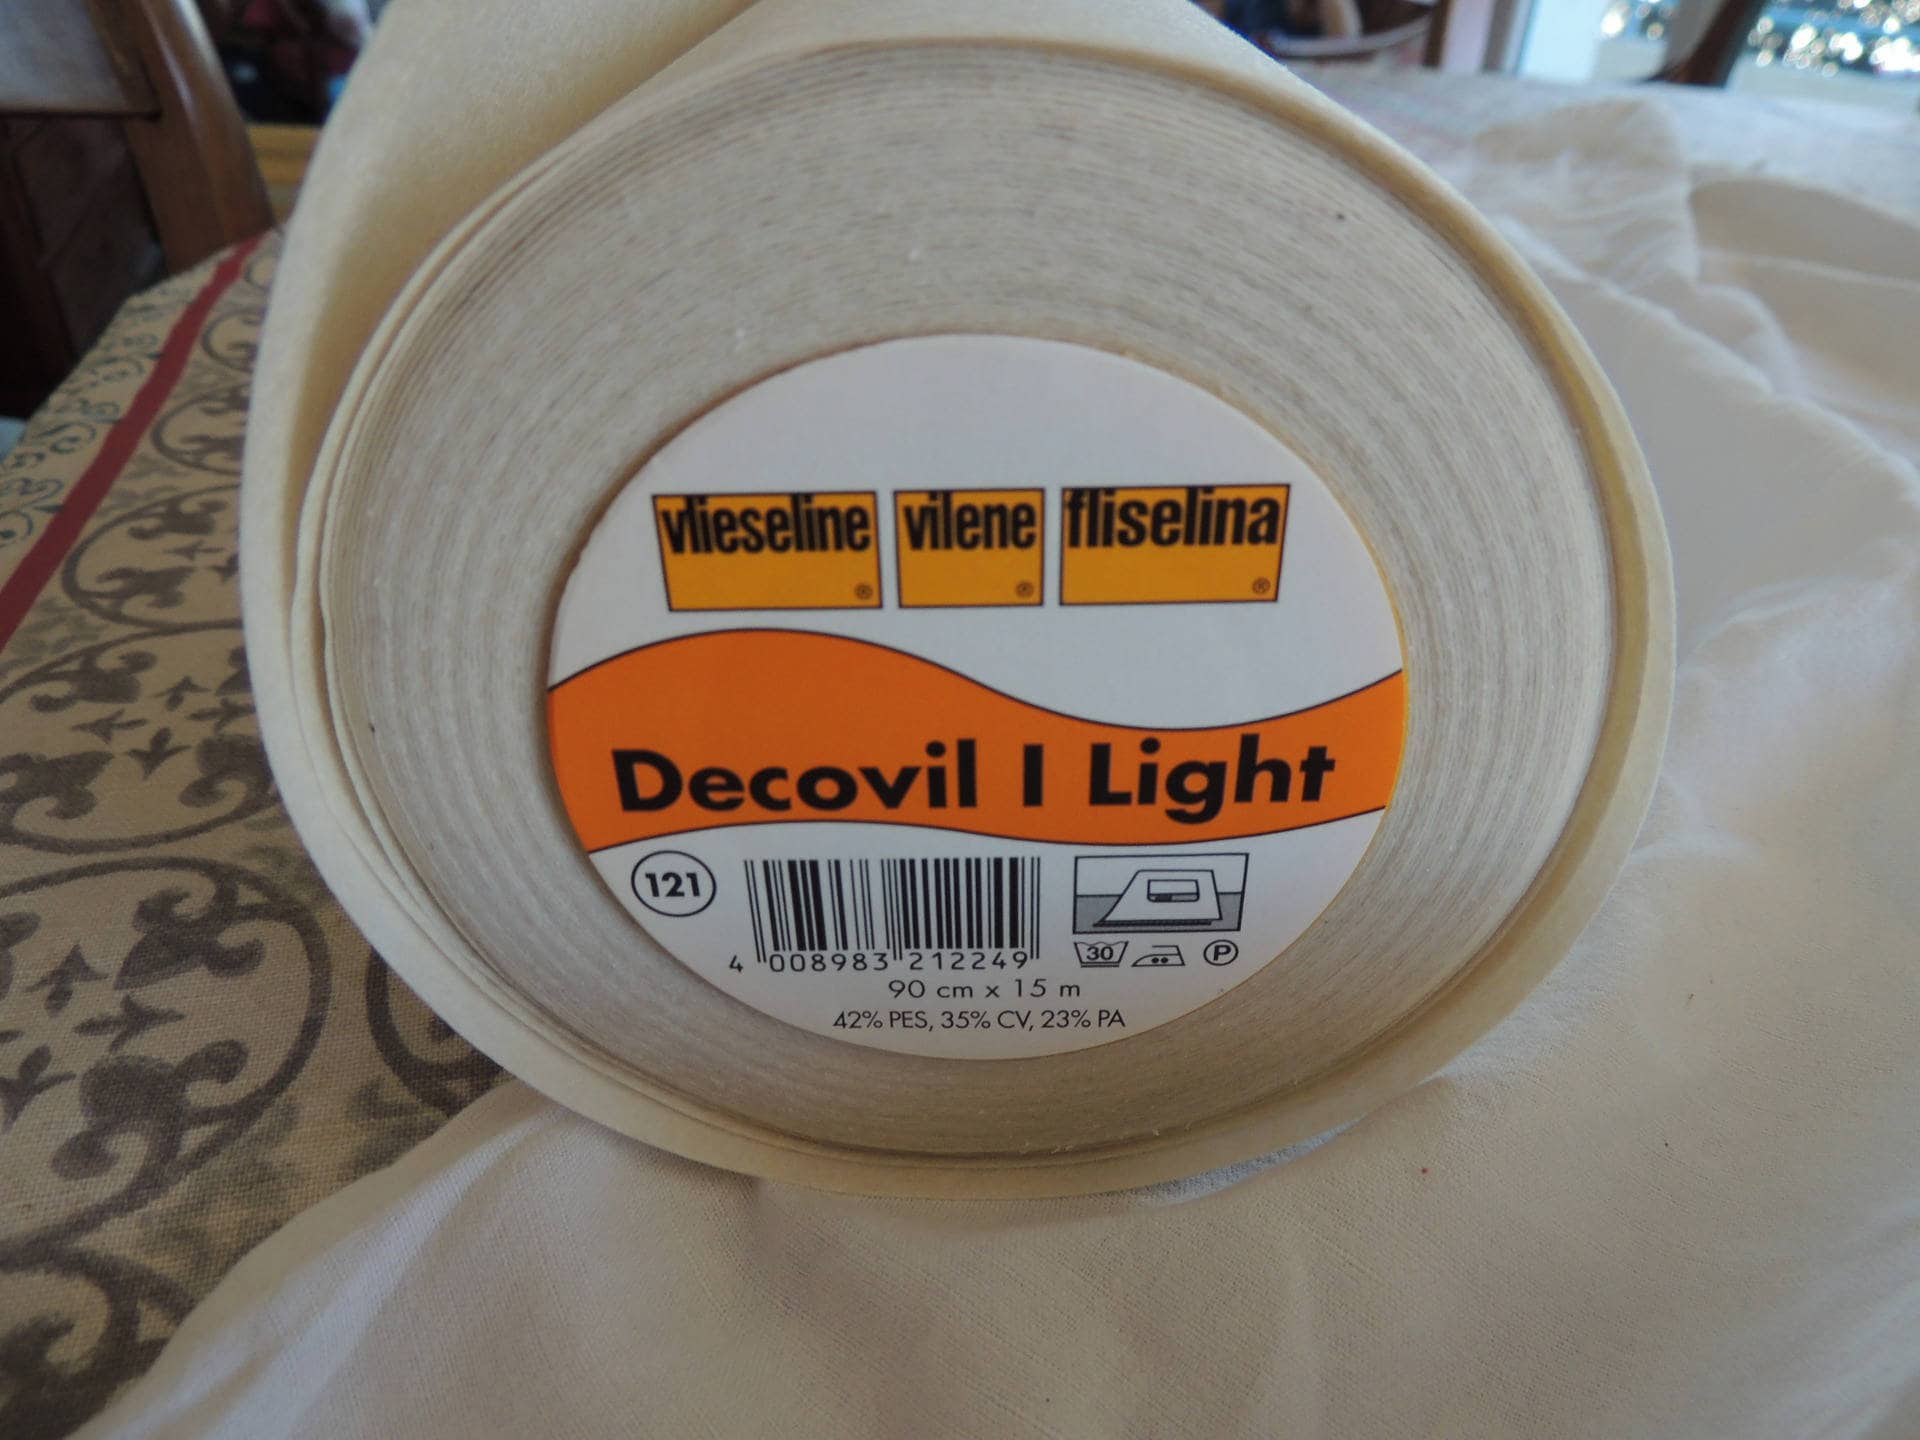 vlieseline ® vilene ® fliselina ®
Decovil I Light
121
4 008983 212249
30 P
90 cm x 15 m
42% PES, 35% CV, 23% PA